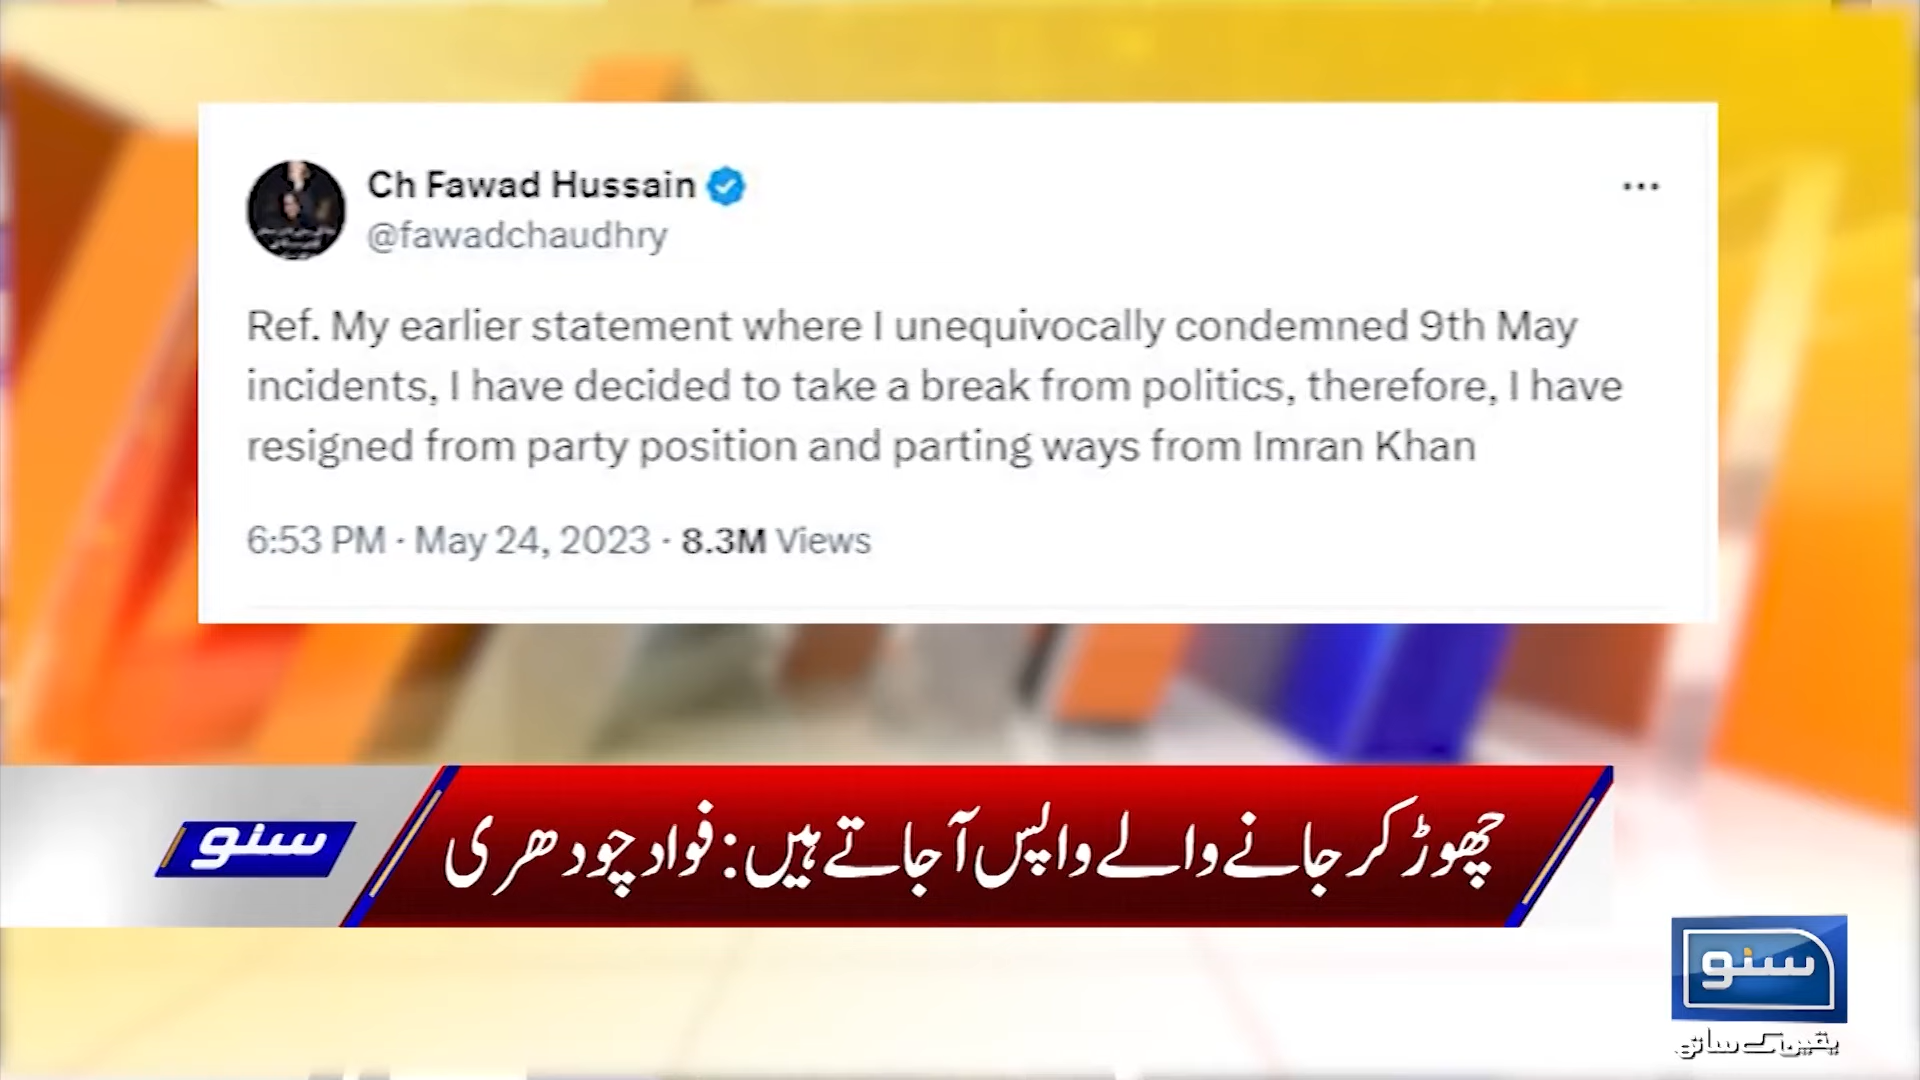 Ch Fawad Hussain
@fawadchaudhry
Ref. My earlier statement where I unequivocally condemned 9th May
incidents, I have decided to take a break from politics, therefore, I have
resigned from party position and parting ways from Imran Khan
6:53 PM · May 24, 2023 · 8.3M Views
سنو
چھوڑ کر جانے والے واپس آ جاتے ہیں: فواد چودھری
سنو
یقین کے ساتھ